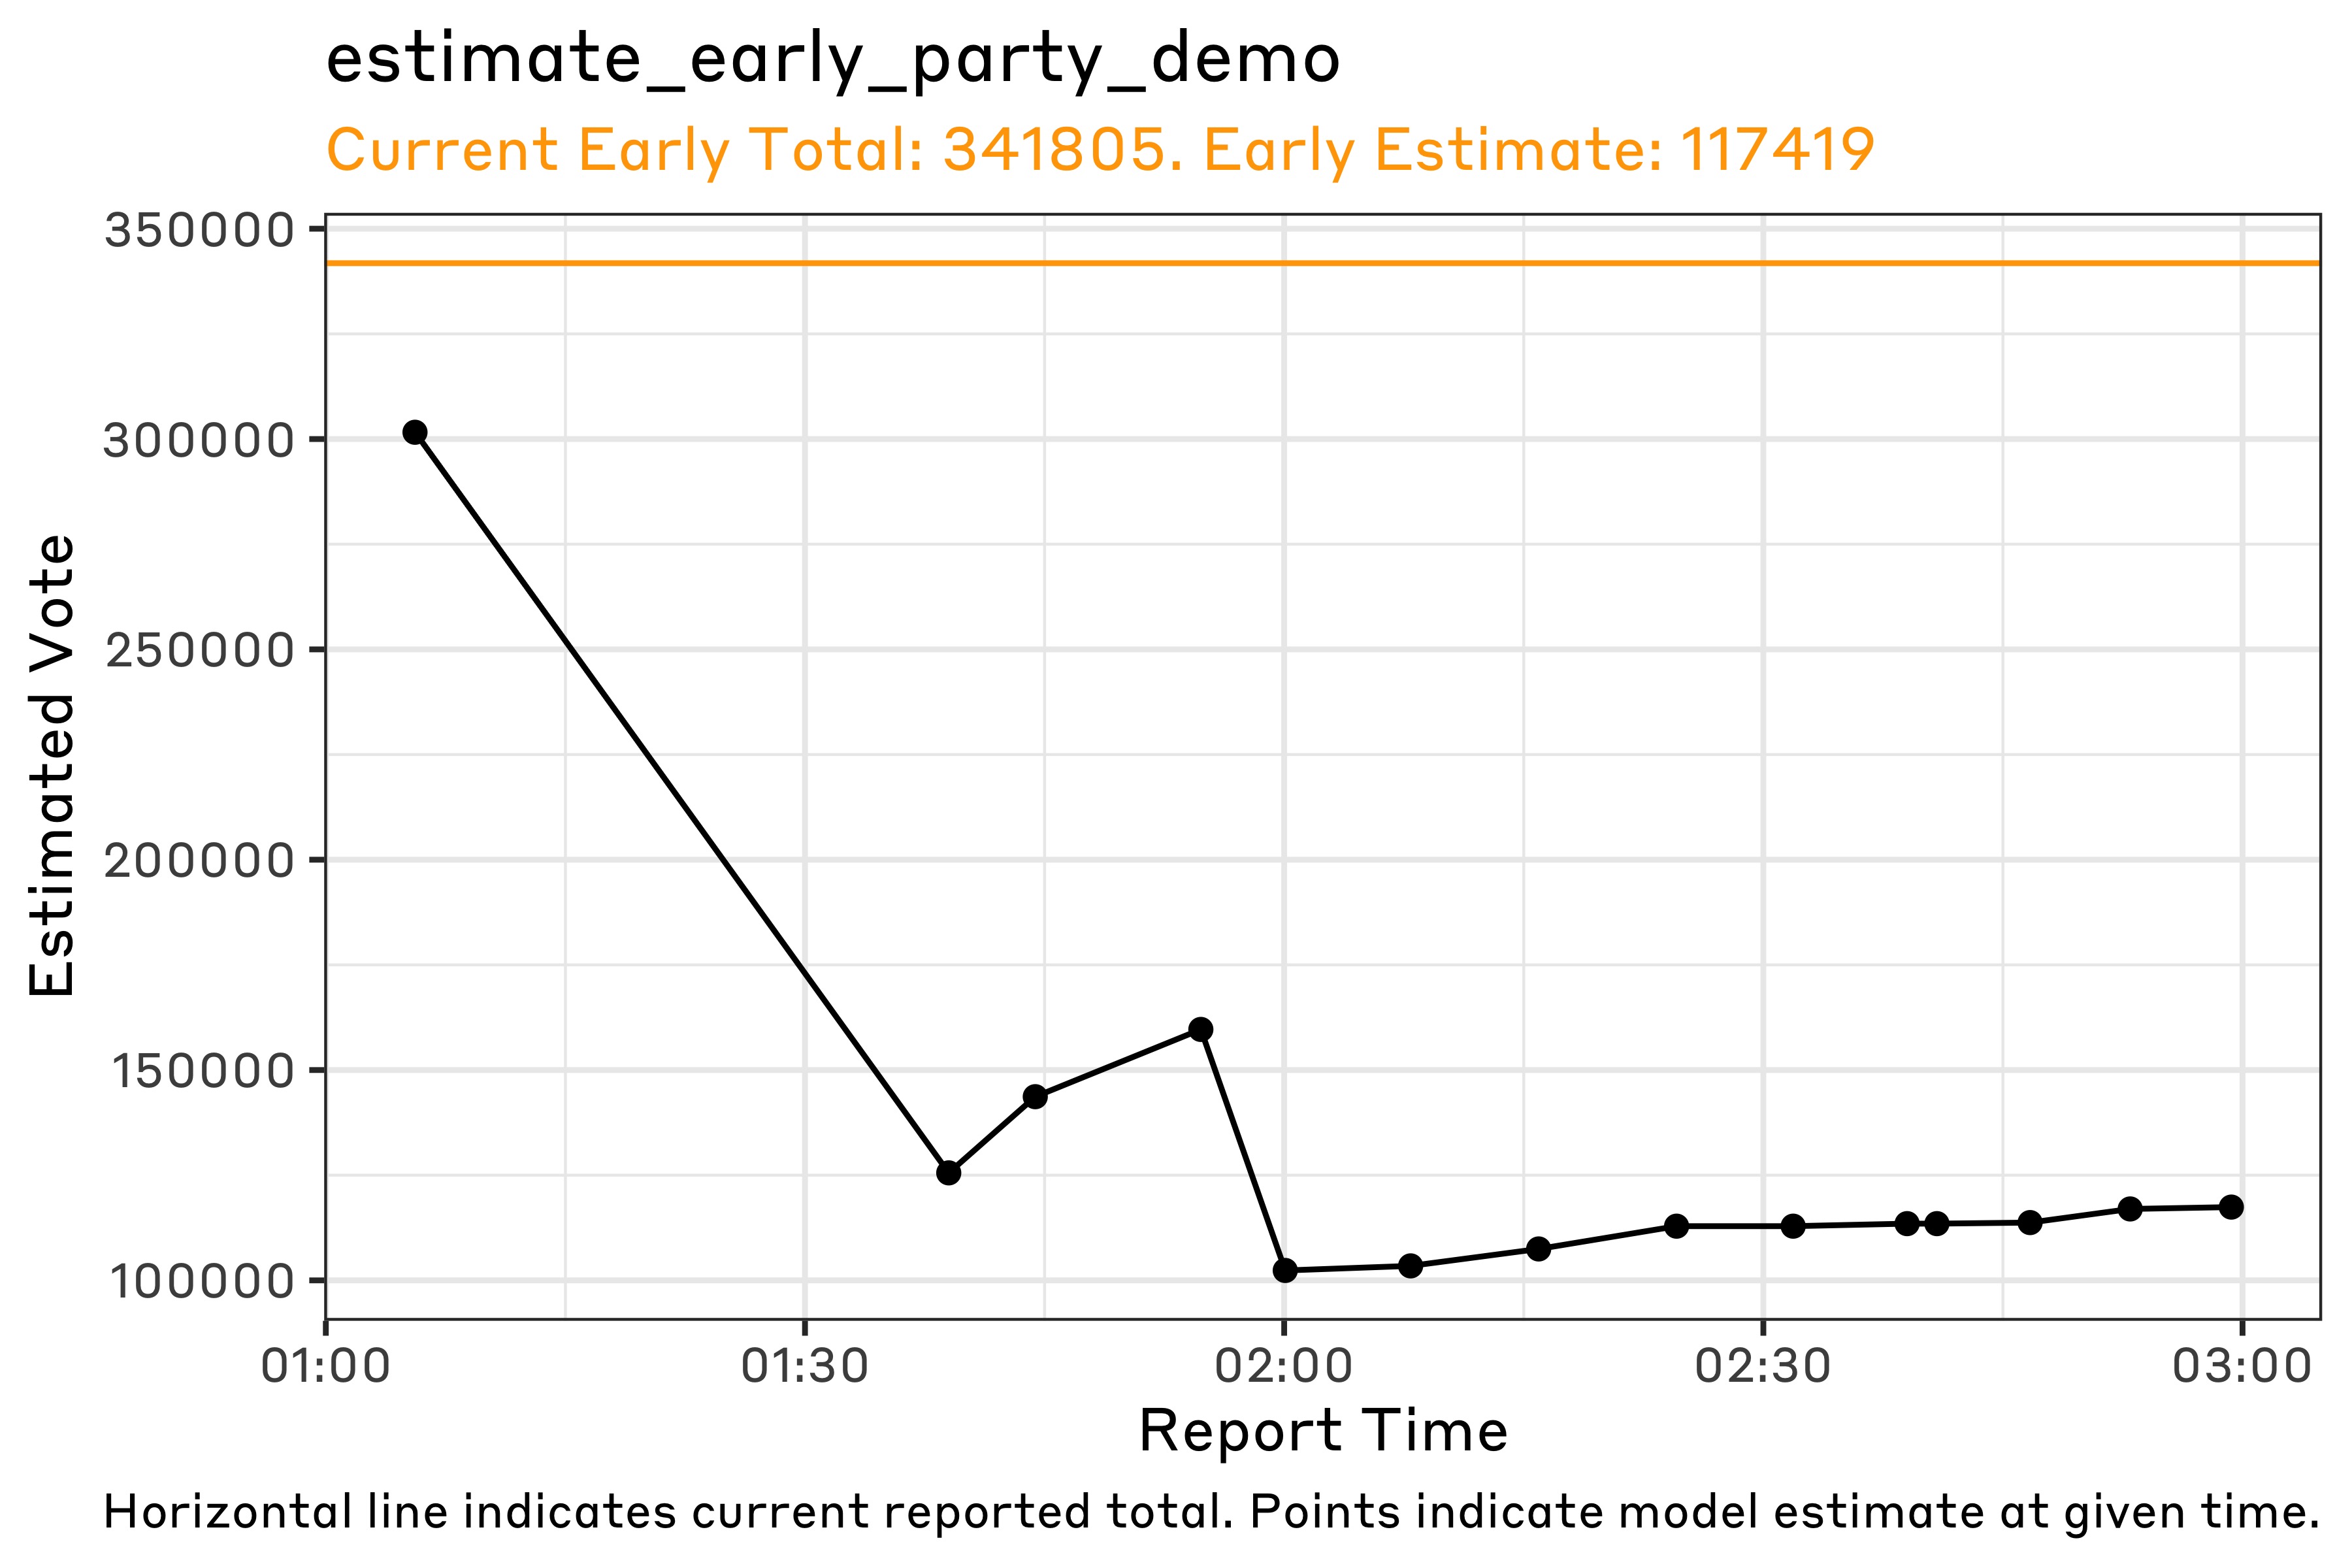 estimate_early_party_demo
Current Early Total: 341805. Early Estimate: 117419
350000
300000
250000
200000
150000
100000
Estimated Vote
01:00 01:30 02:00 02:30 03:00
Report Time
Horizontal line indicates current reported total. Points indicate model estimate at given time.